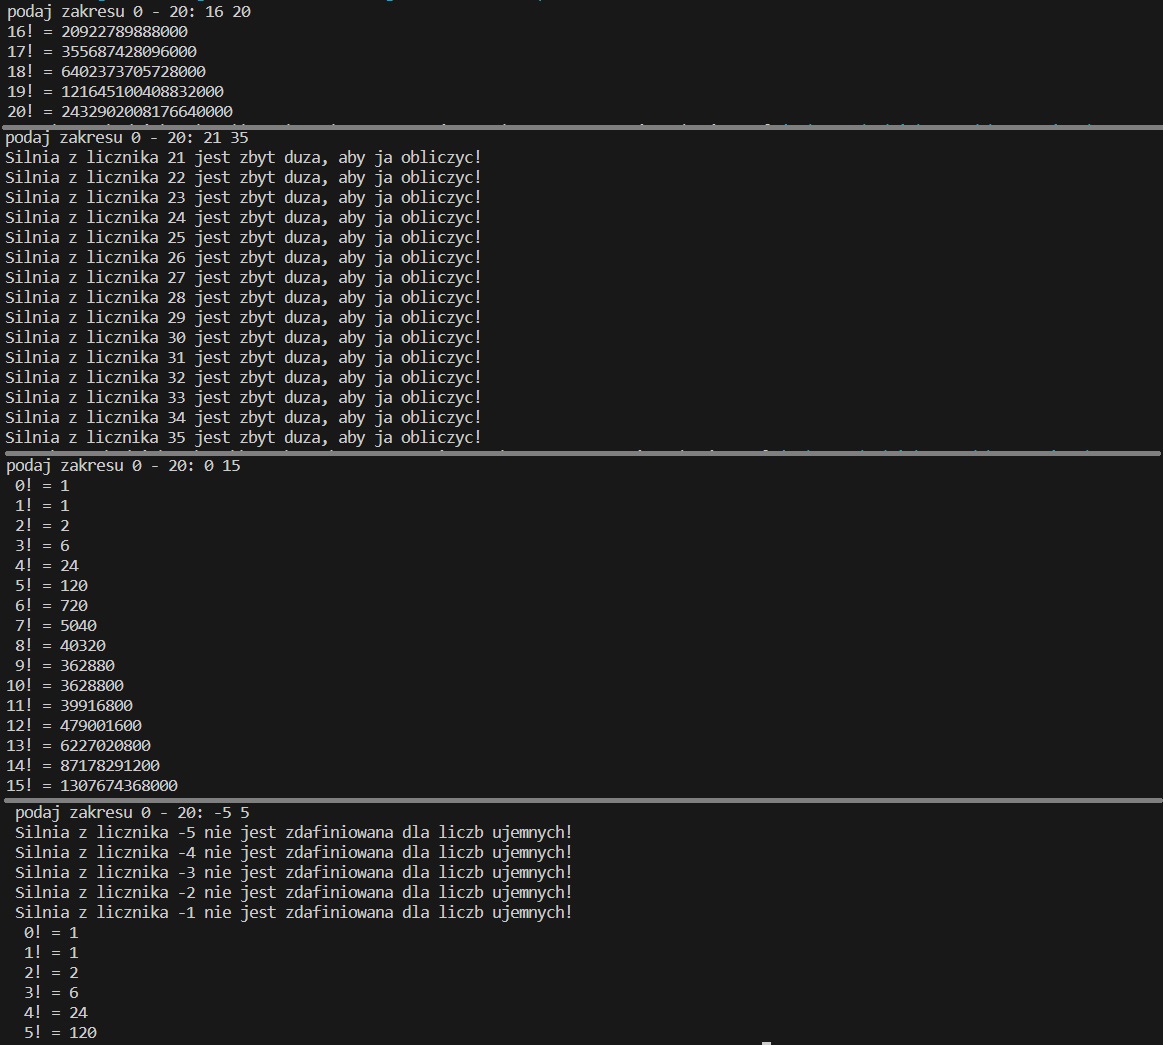 podaj zakresu 0 - 20: 16 20
16! = 20922789888000
17! = 355687428096000
18! = 6402373705728000
19! = 121645100408832000
20! = 2432902008176640000
podaj zakresu 0 - 20: 21 35
Silnia z licznika 21 jest zbyt duza, aby ja obliczyc!
Silnia z licznika 22 jest zbyt duza, aby ja obliczyc!
Silnia z licznika 23 jest zbyt duza, aby ja obliczyc!
Silnia z licznika 24 jest zbyt duza, aby ja obliczyc!
Silnia z licznika 25 jest zbyt duza, aby ja obliczyc!
Silnia z licznika 26 jest zbyt duza, aby ja obliczyc!
Silnia z licznika 27 jest zbyt duza, aby ja obliczyc!
Silnia z licznika 28 jest zbyt duza, aby ja obliczyc!
Silnia z licznika 29 jest zbyt duza, aby ja obliczyc!
Silnia z licznika 30 jest zbyt duza, aby ja obliczyc!
Silnia z licznika 31 jest zbyt duza, aby ja obliczyc!
Silnia z licznika 32 jest zbyt duza, aby ja obliczyc!
Silnia z licznika 33 jest zbyt duza, aby ja obliczyc!
Silnia z licznika 34 jest zbyt duza, aby ja obliczyc!
Silnia z licznika 35 jest zbyt duza, aby ja obliczyc!
podaj zakresu 0 - 20: 0 15
0! = 1
1! = 1
2! = 2
3! = 6
4! = 24
5! = 120
6! = 720
7! = 5040
8! = 40320
9! = 362880
10! = 3628800
11! = 39916800
12! = 479001600
13! = 6227020800
14! = 87178291200
15! = 1307674368000
podaj zakresu 0 - 20: -5 5
Silnia z licznika -5 nie jest zdafiniowana dla liczb ujemnych!
Silnia z licznika -4 nie jest zdafiniowana dla liczb ujemnych!
Silnia z licznika -3 nie jest zdafiniowana dla liczb ujemnych!
Silnia z licznika -2 nie jest zdafiniowana dla liczb ujemnych!
Silnia z licznika -1 nie jest zdafiniowana dla liczb ujemnych!
0! = 1
1! = 1
2! = 2
3! = 6
4! = 24
5! = 120